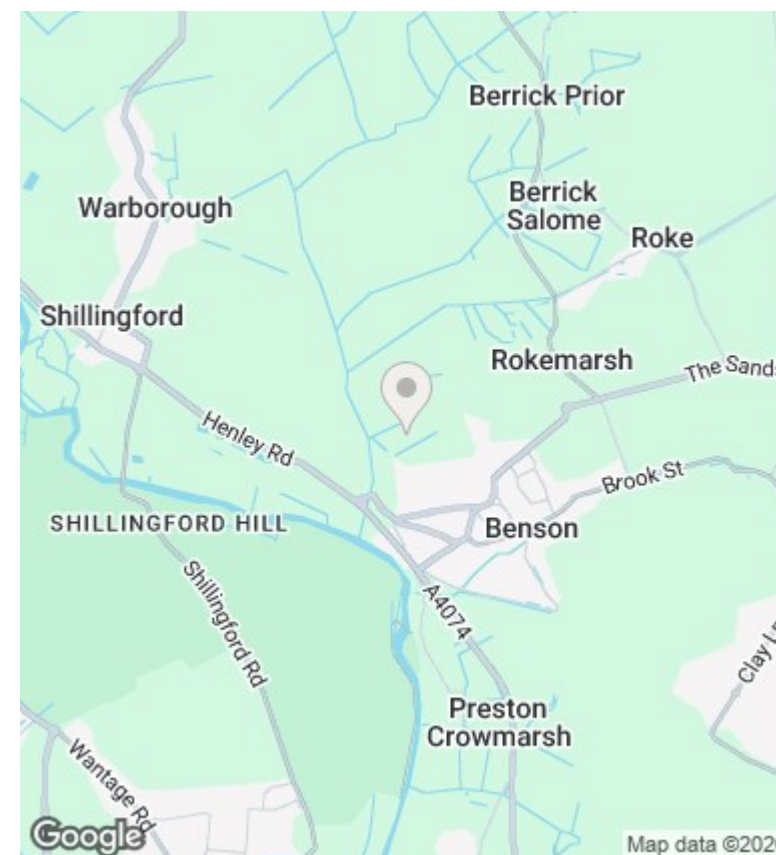 Berrick Prior
Berrick
Salome
Warborough
Roke
Shillingford
Rokemarsh
The Sands
Henley Rd
Brook St
SHILLINGFORD HILL
Benson
Shillingford Rd
A4074
Clay
Preston
Crowmarsh
Wantage Rd
Google
Map data ©202